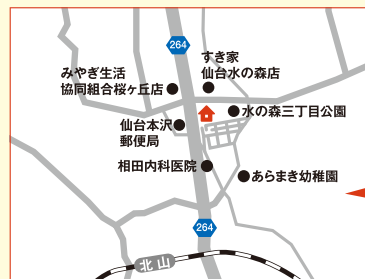 264
すき家
仙台水の森店
みやぎ生活
協同組合桜ヶ丘店
水の森三丁目公園
仙台本沢
郵便局
相田内科医院
あらまき幼稚園
264
北山